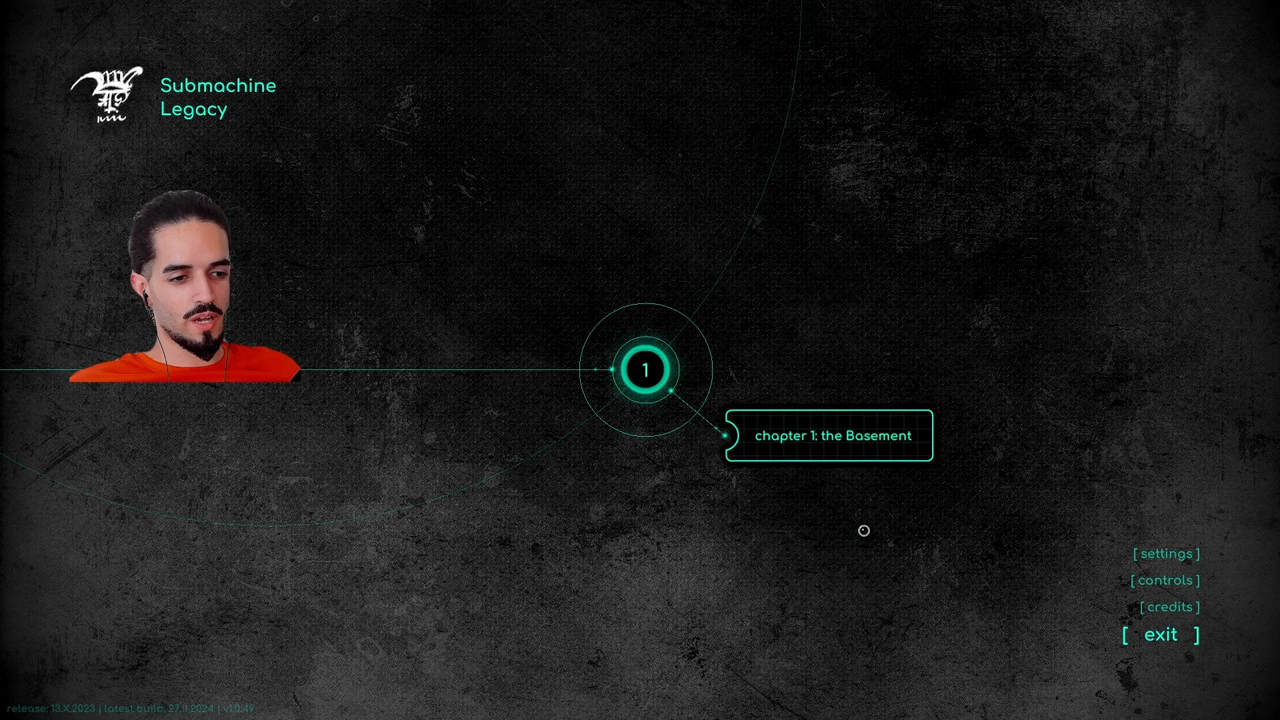 Submachine
Legacy
1
chapter 1: the Basement
[ settings ]
[ controls ]
[ credits ]
[ exit ]
release: 13.X.2023 | latest build: 27.II.2024 | v1.0.49